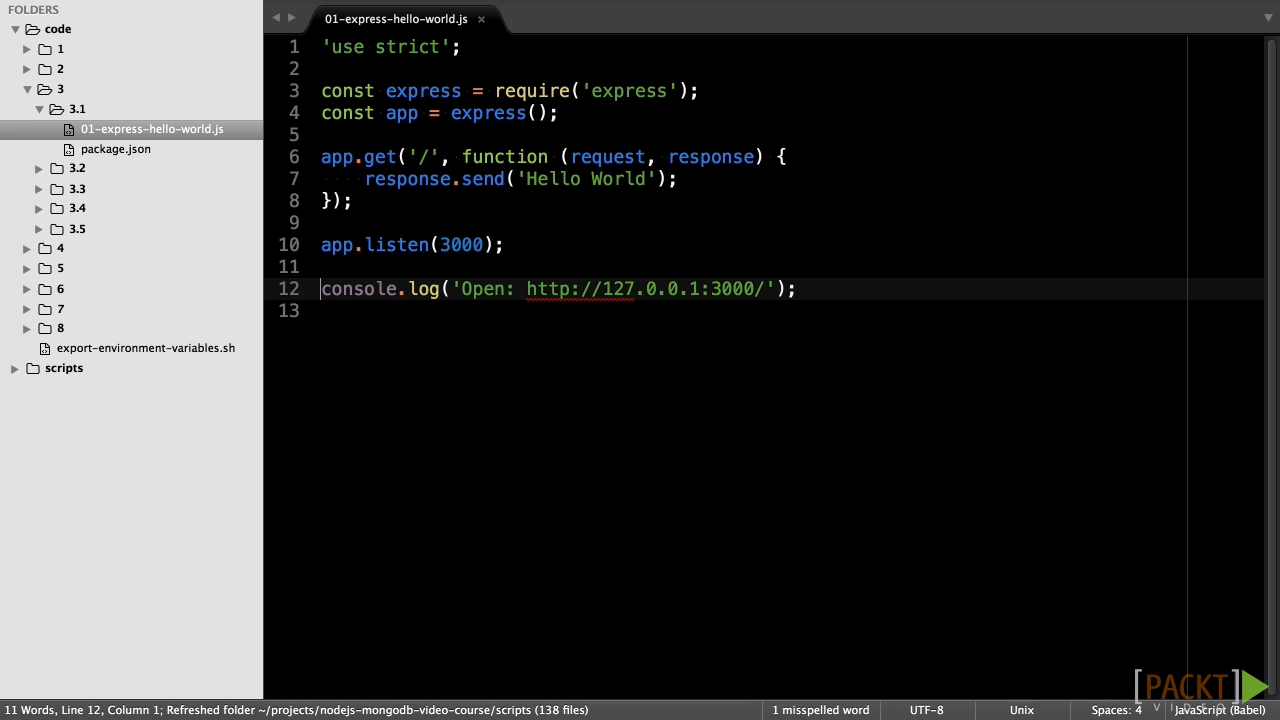 FOLDERS
code
1
2
3
3.1
01-express-hello-world.js
package.json
3.2
3.3
3.4
3.5
4
5
6
7
8
export-environment-variables.sh
scripts
01-express-hello-world.js ×
1 'use strict';
2
3 const express = require('express');
4 const app = express();
5
6 app.get('/', function (request, response) {
7     response.send('Hello World');
8 });
9
10 app.listen(3000);
11
12 console.log('Open: http://127.0.0.1:3000/');
13
[PACKT]
VIDEO
11 Words, Line 12, Column 1; Refreshed folder ~/projects/nodejs-mongodb-video-course/scripts (138 files)
1 misspelled word
UTF-8
Unix
Spaces: 4
JavaScript (Babel)